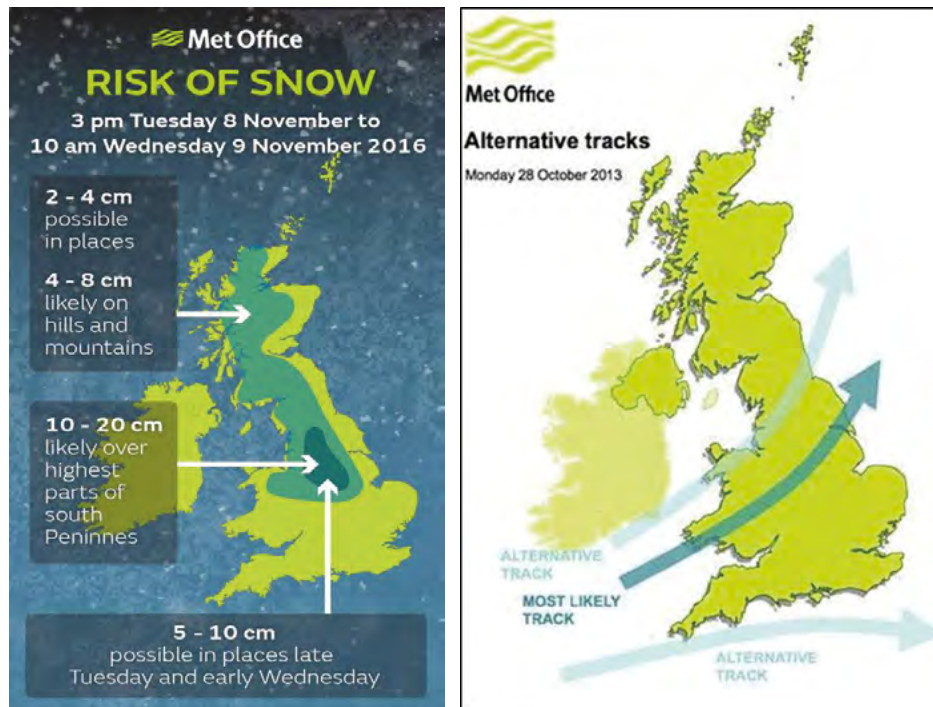 Met Office
RISK OF SNOW
3 pm Tuesday 8 November to
10 am Wednesday 9 November 2016
2 - 4 cm
possible
in places
4 - 8 cm
likely on
hills and
mountains
10 - 20 cm
likely over
highest
parts of
south
Peninnes
5 - 10 cm
possible in places late
Tuesday and early Wednesday
Met Office
Alternative tracks
Monday 28 October 2013
ALTERNATIVE
TRACK
MOST LIKELY
TRACK
ALTERNATIVE
TRACK